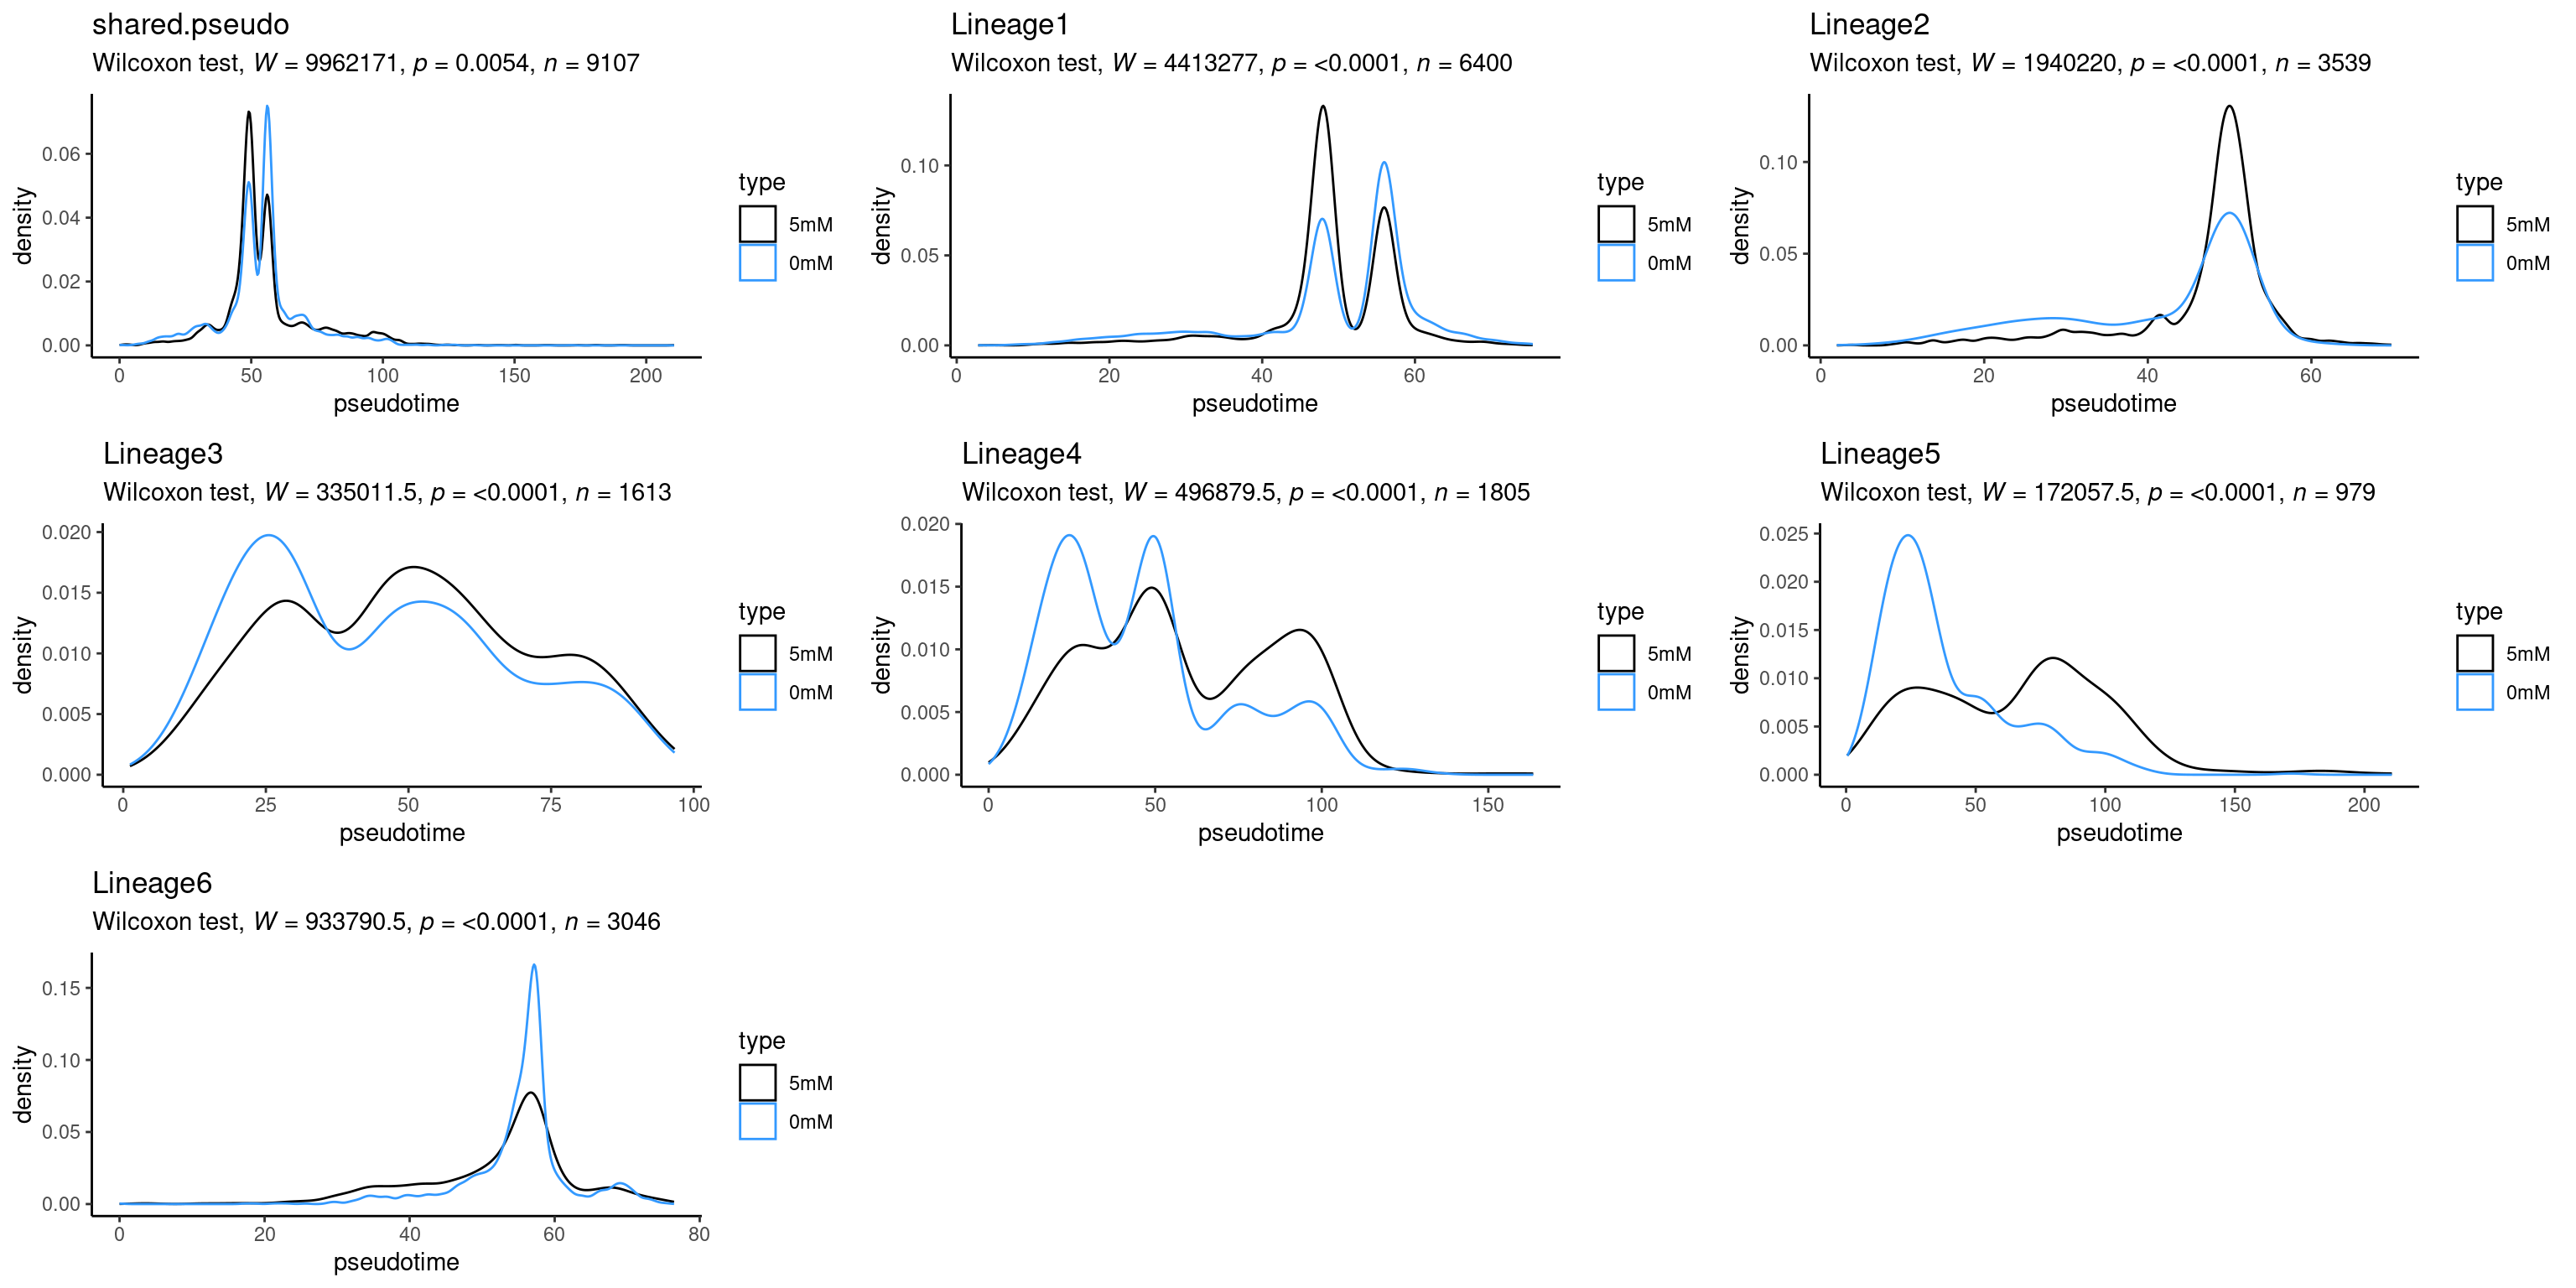 shared.pseudo
Wilcoxon test, W = 9962171, p = 0.0054, n = 9107
density
0.06
0.04
0.02
0.00
0 50 100 150 200
pseudotime
type
5mM
0mM
Lineage1
Wilcoxon test, W = 4413277, p = <0.0001, n = 6400
density
0.10
0.05
0.00
0 20 40 60
pseudotime
type
5mM
0mM
Lineage2
Wilcoxon test, W = 1940220, p = <0.0001, n = 3539
density
0.10
0.05
0.00
0 20 40 60
pseudotime
type
5mM
0mM
Lineage3
Wilcoxon test, W = 335011.5, p = <0.0001, n = 1613
density
0.020
0.015
0.010
0.005
0.000
0 25 50 75 100
pseudotime
type
5mM
0mM
Lineage4
Wilcoxon test, W = 496879.5, p = <0.0001, n = 1805
density
0.020
0.015
0.010
0.005
0.000
0 50 100 150
pseudotime
type
5mM
0mM
Lineage5
Wilcoxon test, W = 172057.5, p = <0.0001, n = 979
density
0.025
0.020
0.015
0.010
0.005
0.000
0 50 100 150 200
pseudotime
type
5mM
0mM
Lineage6
Wilcoxon test, W = 933790.5, p = <0.0001, n = 3046
density
0.15
0.10
0.05
0.00
0 20 40 60 80
pseudotime
type
5mM
0mM